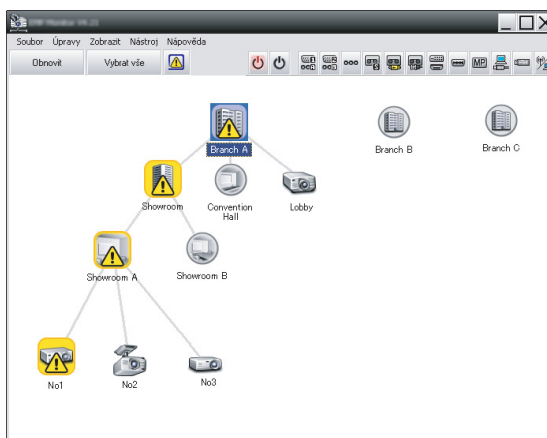 Soubor Úpravy Zobrazit Nástroj Nápověda
Obnovit Vybrat vše
MP
Branch A
Branch B
Branch C
Showroom
Convention
Hall
Lobby
Showroom A
Showroom B
No1
No2
No3